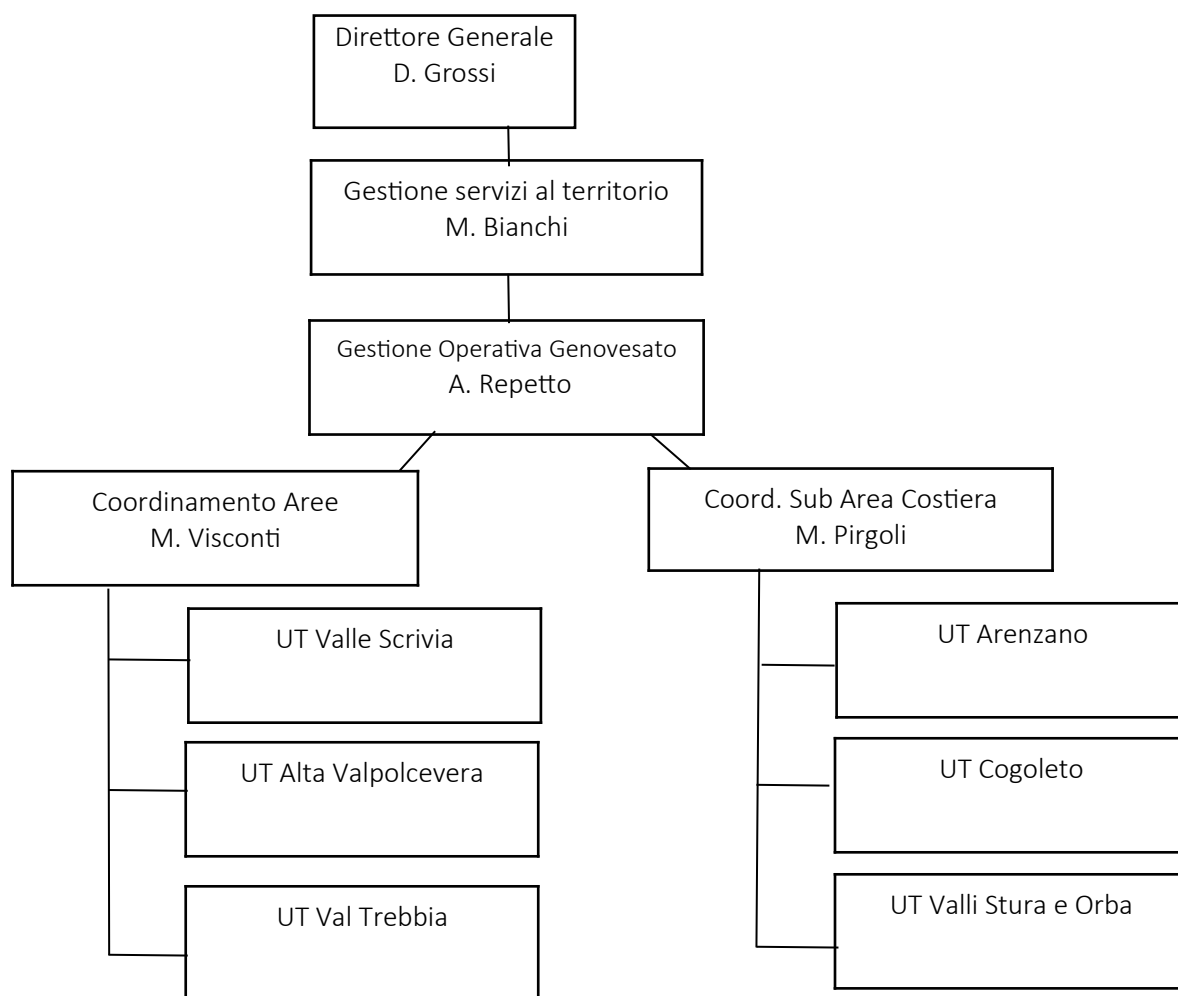 Direttore Generale
D. Grossi
Gestione servizi al territorio
M. Bianchi
Gestione Operativa Genovesato
A. Repetto
Coordinamento Aree
M. Visconti
Coord. Sub Area Costiera
M. Pirgoli
UT Valle Scrivia
UT Alta Valpolcevera
UT Val Trebbia
UT Arenzano
UT Cogoleto
UT Valli Stura e Orba